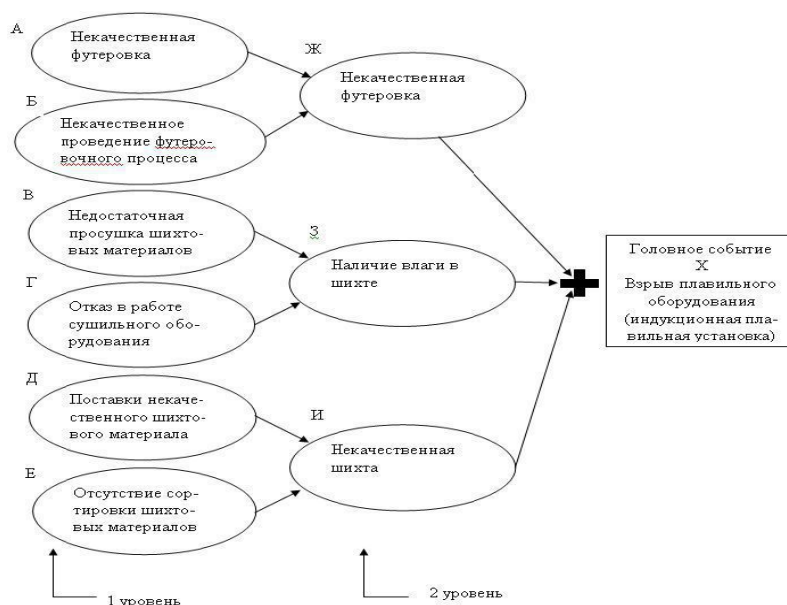 А
Некачественная
футеровка
Б
Некачественное
проведение футеро-
вочного процесса
В
Недостаточная
просушка шихто-
вых материалов
Г
Отказ в работе
сушильного обо-
рудования
Д
Поставки некаче-
ственного шихто-
вого материала
Е
Отсутствие сор-
тировки шихто-
вых материалов
Ж
Некачественная
футеровка
З
Наличие влаги в
шихте
И
Некачественная
шихта
Головное событие
Х
Взрыв плавильного
оборудования
(индукционная пла-
вильная установка)
1 уровень
2 уровень